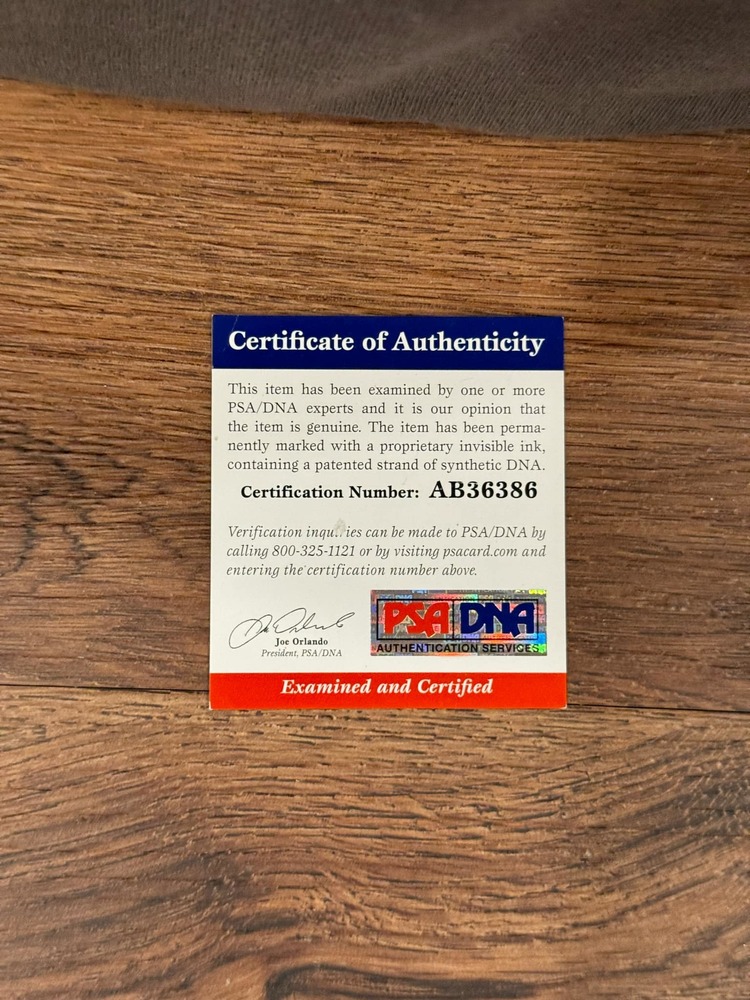 Certificate of Authenticity
This item has been examined by one or more
PSA/DNA experts and it is our opinion that
the item is genuine. The item has been perma-
nently marked with a proprietary invisible ink,
containing a patented strand of synthetic DNA.
Certification Number: AB36386
Verification inquiries can be made to PSA/DNA by
calling 800-325-1121 or by visiting psacard.com and
entering the certification number above.
Joe Orlando
Joe Orlando
President, PSA/DNA
PSA DNA
AUTHENTICATION SERVICES
Examined and Certified